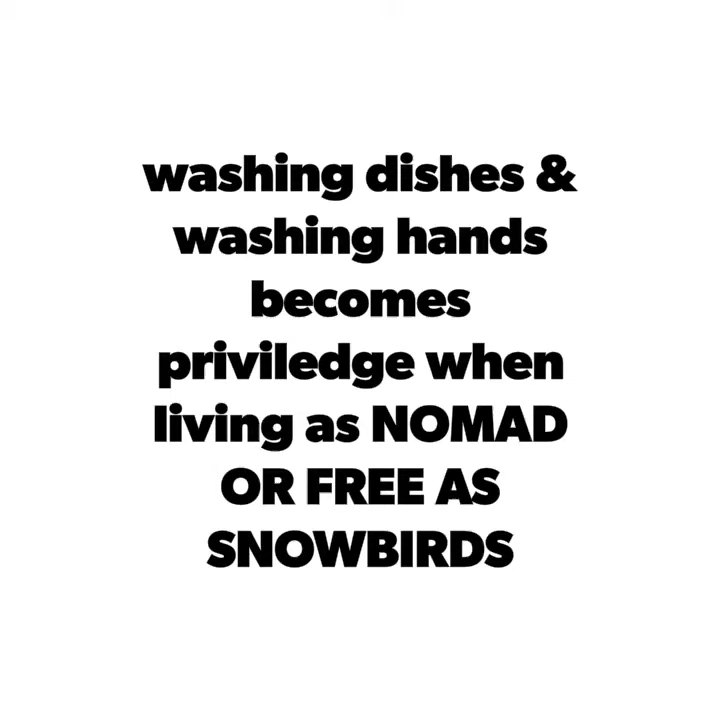 washing dishes &
washing hands
becomes
priviledge when
living as NOMAD
OR FREE AS
SNOWBIRDS